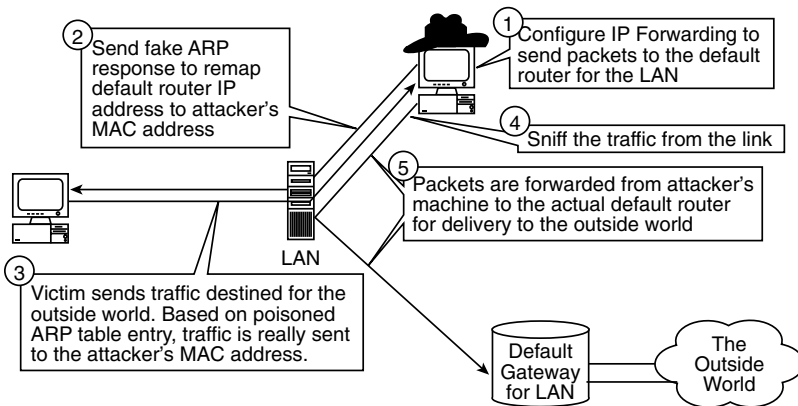 1
Configure IP Forwarding to
send packets to the default
router for the LAN
2
Send fake ARP
response to remap
default router IP
address to attacker's
MAC address
3
Victim sends traffic destined for the
outside world. Based on poisoned
ARP table entry, traffic is really sent
to the attacker's MAC address.
4
Sniff the traffic from the link
5
Packets are forwarded from attacker's
machine to the actual default router
for delivery to the outside world
LAN
Default
Gateway
for LAN
The
Outside
World